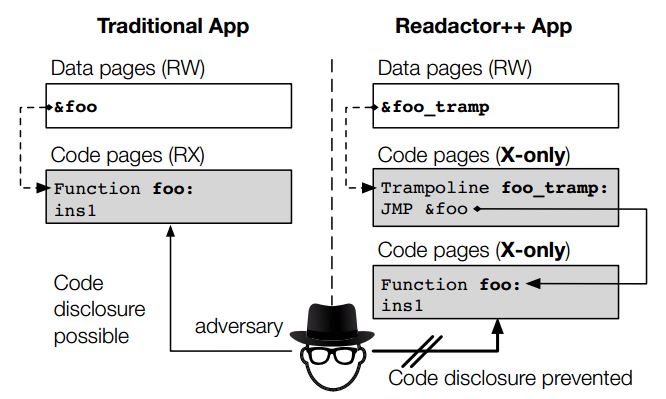 Traditional App
Data pages (RW)
&foo
Code pages (RX)
Function foo:
ins1
Code
disclosure
possible
adversary
Readactor++ App
Data pages (RW)
&foo_tramp
Code pages (X-only)
Trampoline foo_tramp:
JMP &foo
Code pages (X-only)
Function foo:
ins1
Code disclosure prevented